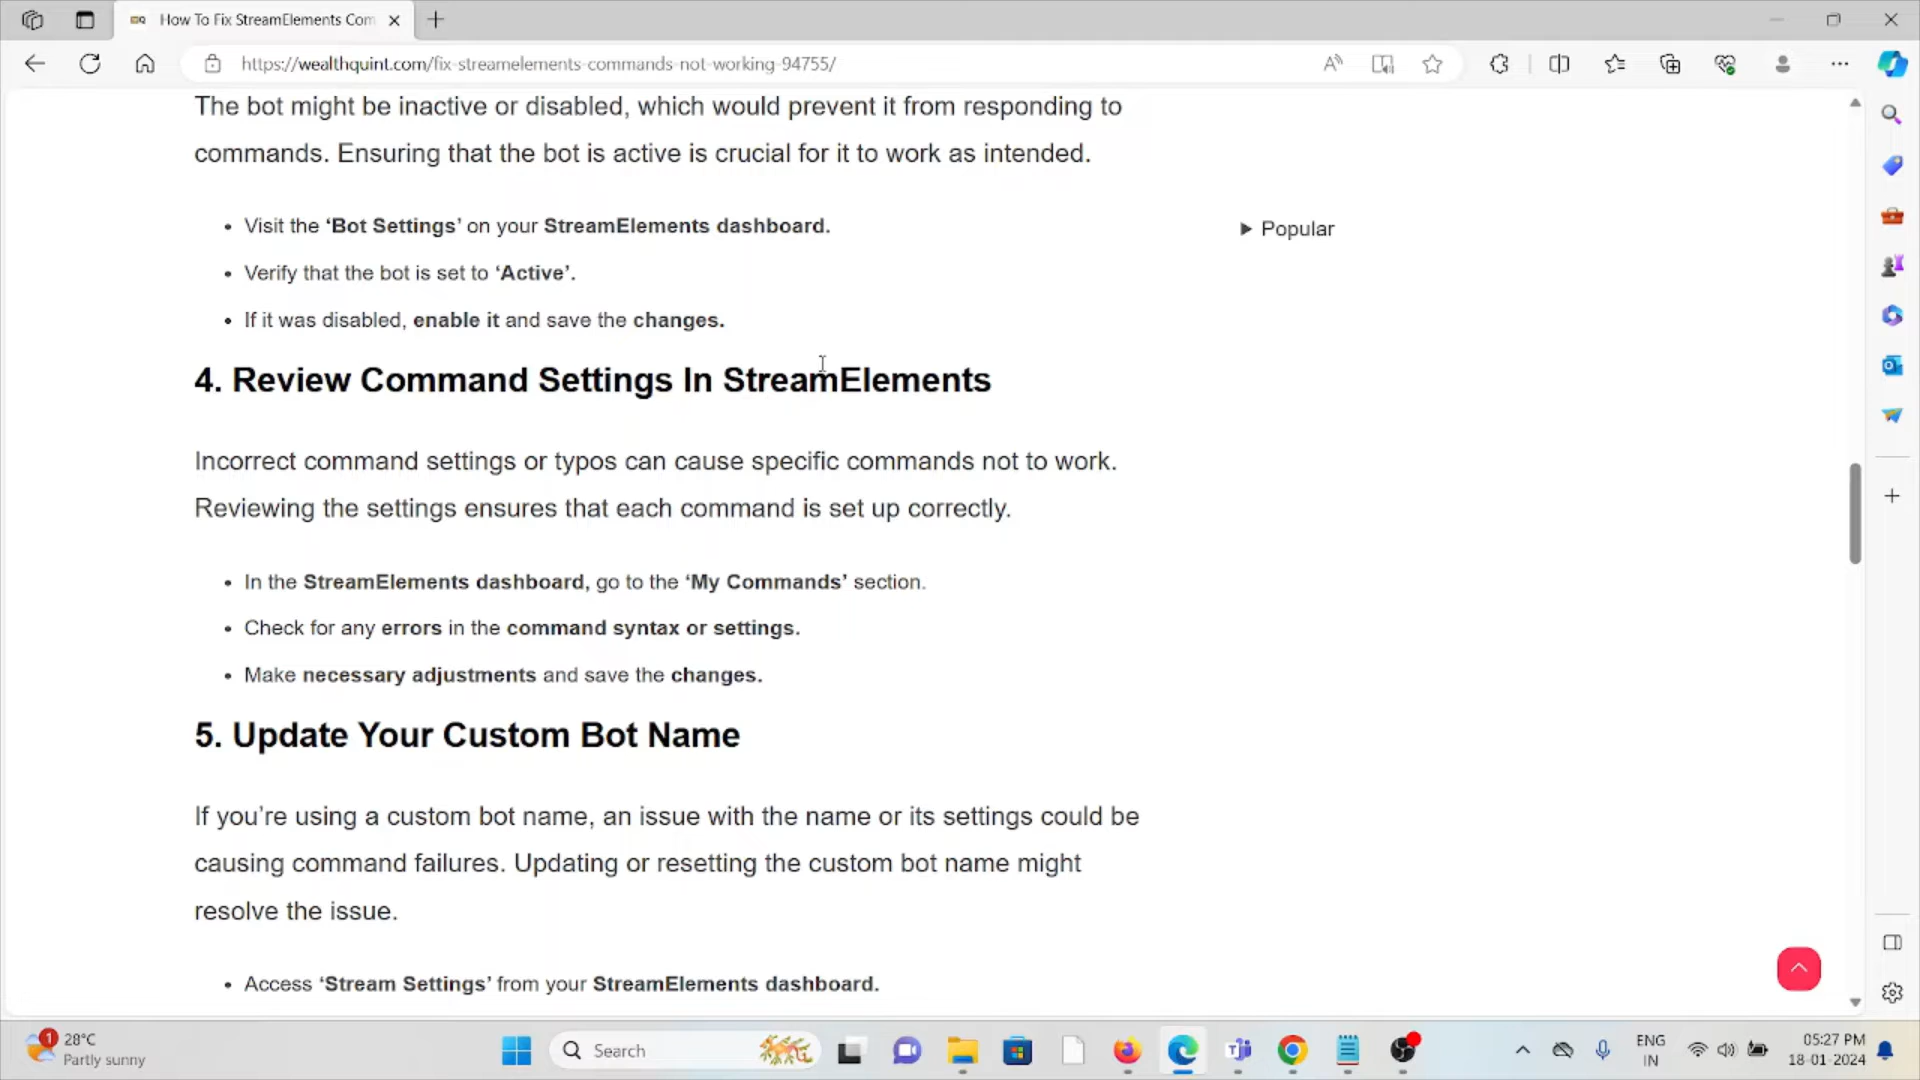 How To Fix StreamElements Com
https://wealthquint.com/fix-streamelements-commands-not-working-94755/
The bot might be inactive or disabled, which would prevent it from responding to
commands. Ensuring that the bot is active is crucial for it to work as intended.
• Visit the ‘Bot Settings’ on your StreamElements dashboard.
▶ Popular
• Verify that the bot is set to ‘Active’.
• If it was disabled, enable it and save the changes.
4. Review Command Settings In StreamElements
Incorrect command settings or typos can cause specific commands not to work.
Reviewing the settings ensures that each command is set up correctly.
• In the StreamElements dashboard, go to the ‘My Commands’ section.
• Check for any errors in the command syntax or settings.
• Make necessary adjustments and save the changes.
5. Update Your Custom Bot Name
If you’re using a custom bot name, an issue with the name or its settings could be
causing command failures. Updating or resetting the custom bot name might
resolve the issue.
• Access ‘Stream Settings’ from your StreamElements dashboard.
1
28°C
Partly sunny
Search
ENG
IN
05:27 PM
18-01-2024